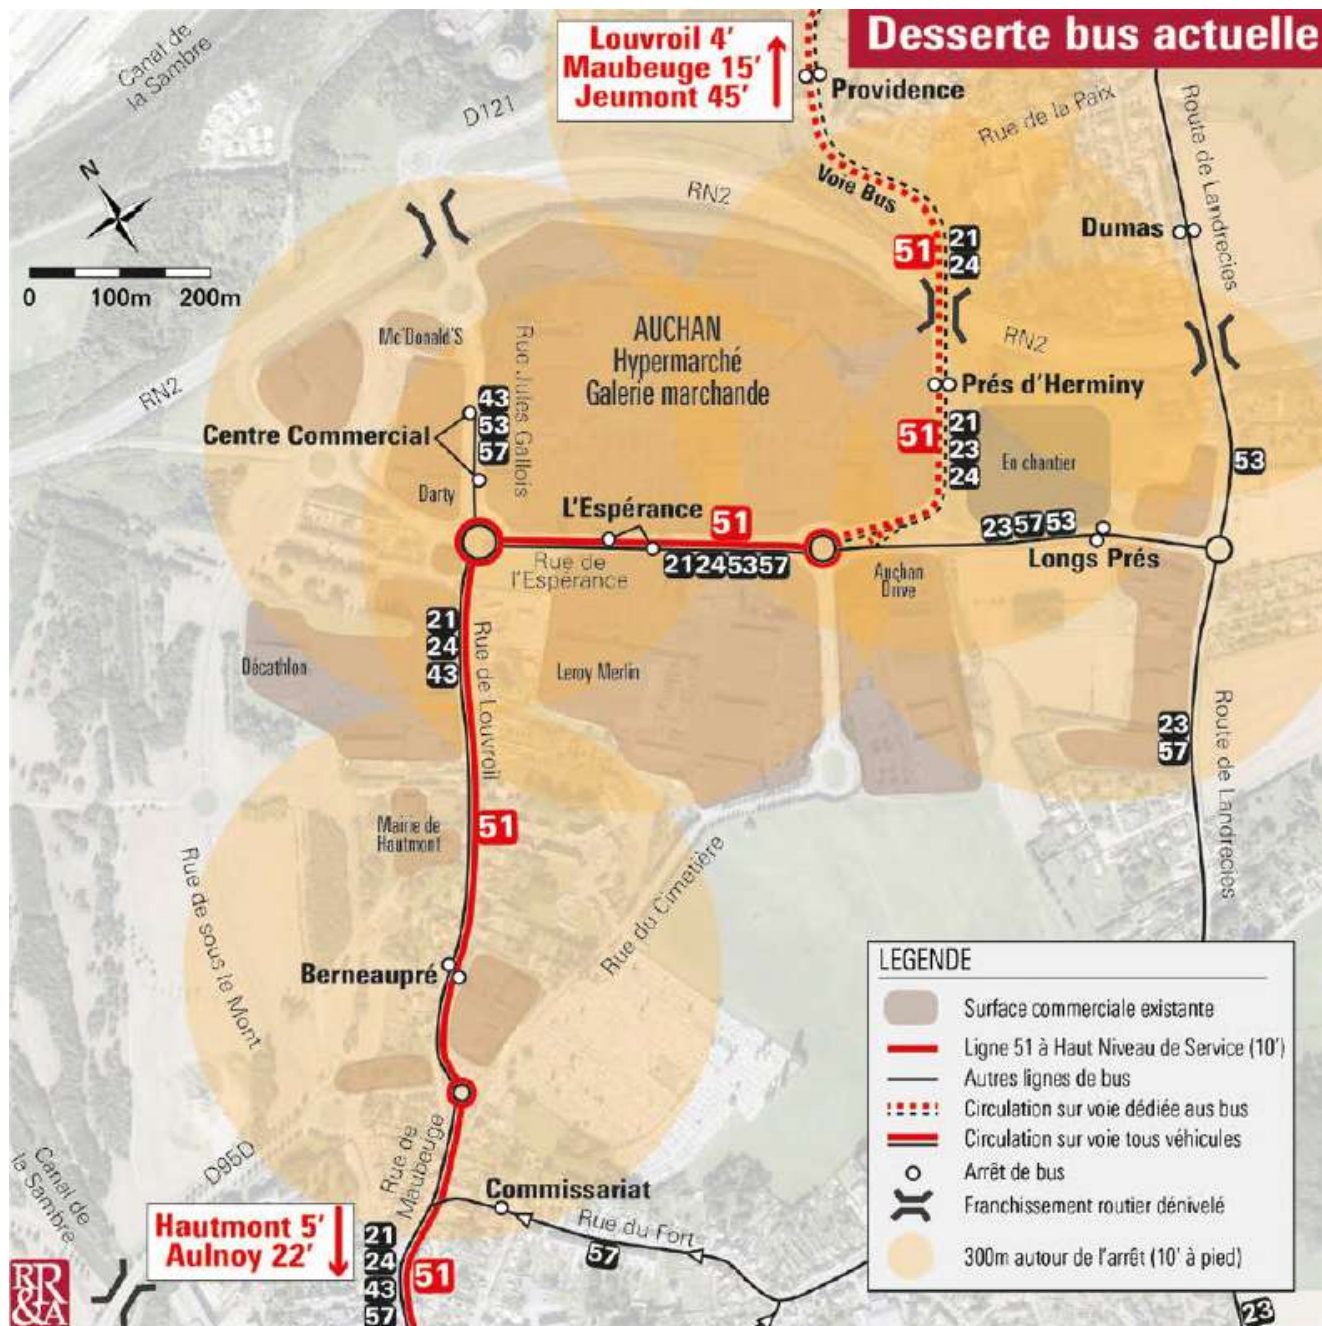 Desserte bus actuelle
Louvroil 4'
Maubeuge 15'
Jeumont 45'
Canal de
la Sambre
D121
Providence
Rue de la Paix
Route de Landrecies
N
RN2
Voie Bus
Dumas
51
21
24
0 100m 200m
Mc'Donald'S
Rue Jules Gallois
AUCHAN
Hypermarché
Galerie marchande
RN2
RN2
Prés d'Herminy
43
53
57
Centre Commercial
51
21
23
24
En chantier
53
Darty
L'Espérance
51
23 57 53
Longs Prés
Rue de
l'Espérance
21 24 53 57
Auchan
Drive
21
24
43
Rue de Louvroil
Décathlon
Leroy Merlin
23
57
Route de Landrecies
Mairie de
Hautmont
51
Rue de sous le Mont
Rue du Cimetière
Berneaupré
LEGENDE
Surface commerciale existante
Ligne 51 à Haut Niveau de Service (10')
Autres lignes de bus
Circulation sur voie dédiée aus bus
Circulation sur voie tous véhicules
Arrêt de bus
Franchissement routier dénivelé
300m autour de l'arrêt (10' à pied)
Canal de
la Sambre
D95D
Rue de
Maubeuge
Commissariat
Rue du Fort
57
Hautmont 5'
Aulnoy 22'
21
24
43
57
51
23
RR
&A